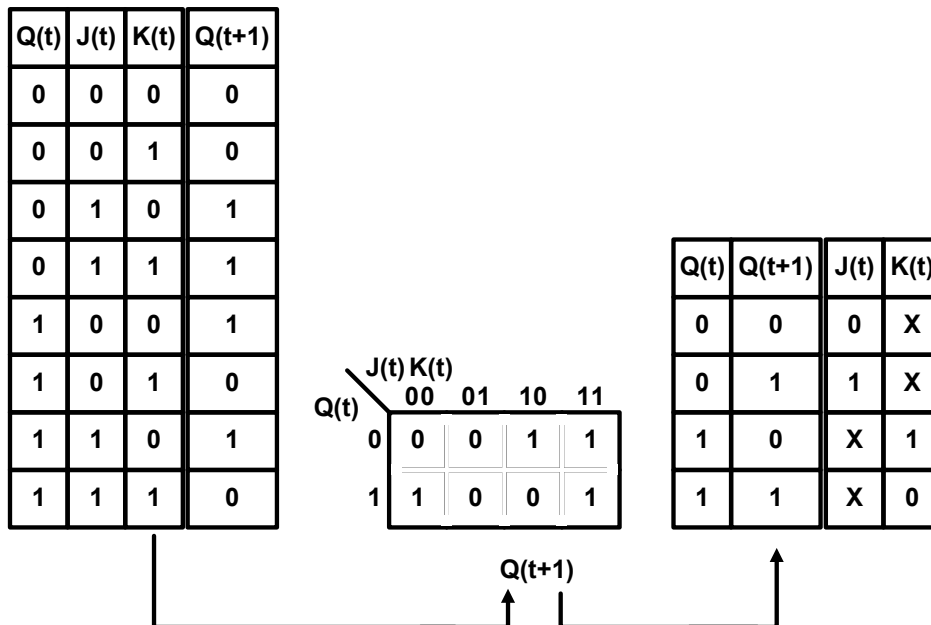 Q(t) J(t) K(t) Q(t+1)
0 0 0 0
0 0 1 0
0 1 0 1
0 1 1 1
1 0 0 1
1 0 1 0
1 1 0 1
1 1 1 0
J(t) K(t)
Q(t)
00 01 10 11
0 0 0 1 1
1 1 0 0 1
Q(t+1)
Q(t) Q(t+1) J(t) K(t)
0 0 0 X
0 1 1 X
1 0 X 1
1 1 X 0